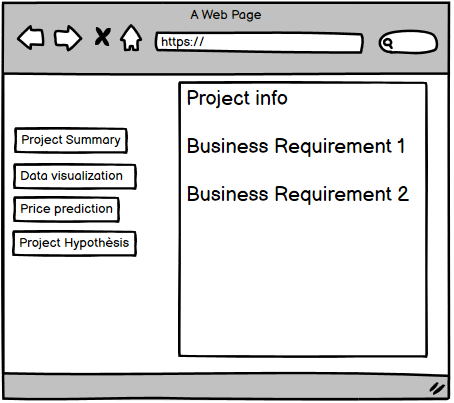 A Web Page
https://
Project Summary
Data visualization
Price prediction
Project Hypothèsis
Project info
Business Requirement 1
Business Requirement 2